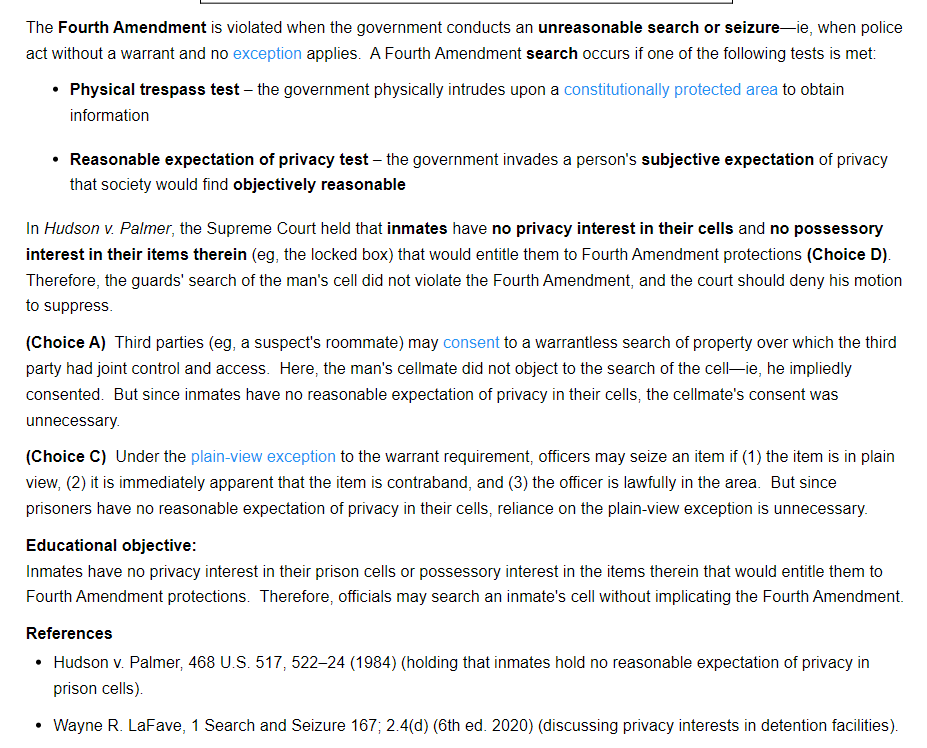 The Fourth Amendment is violated when the government conducts an unreasonable search or seizure—ie, when police
act without a warrant and no exception applies. A Fourth Amendment search occurs if one of the following tests is met:
• Physical trespass test – the government physically intrudes upon a constitutionally protected area to obtain
information
• Reasonable expectation of privacy test – the government invades a person's subjective expectation of privacy
that society would find objectively reasonable
In Hudson v. Palmer, the Supreme Court held that inmates have no privacy interest in their cells and no possessory
interest in their items therein (eg, the locked box) that would entitle them to Fourth Amendment protections (Choice D).
Therefore, the guards' search of the man's cell did not violate the Fourth Amendment, and the court should deny his motion
to suppress.
(Choice A) Third parties (eg, a suspect's roommate) may consent to a warrantless search of property over which the third
party had joint control and access. Here, the man's cellmate did not object to the search of the cell—ie, he impliedly
consented. But since inmates have no reasonable expectation of privacy in their cells, the cellmate's consent was
unnecessary.
(Choice C) Under the plain-view exception to the warrant requirement, officers may seize an item if (1) the item is in plain
view, (2) it is immediately apparent that the item is contraband, and (3) the officer is lawfully in the area. But since
prisoners have no reasonable expectation of privacy in their cells, reliance on the plain-view exception is unnecessary.
Educational objective:
Inmates have no privacy interest in their prison cells or possessory interest in the items therein that would entitle them to
Fourth Amendment protections. Therefore, officials may search an inmate's cell without implicating the Fourth Amendment.
References
• Hudson v. Palmer, 468 U.S. 517, 522–24 (1984) (holding that inmates hold no reasonable expectation of privacy in
prison cells).
• Wayne R. LaFave, 1 Search and Seizure 167; 2.4(d) (6th ed. 2020) (discussing privacy interests in detention facilities).